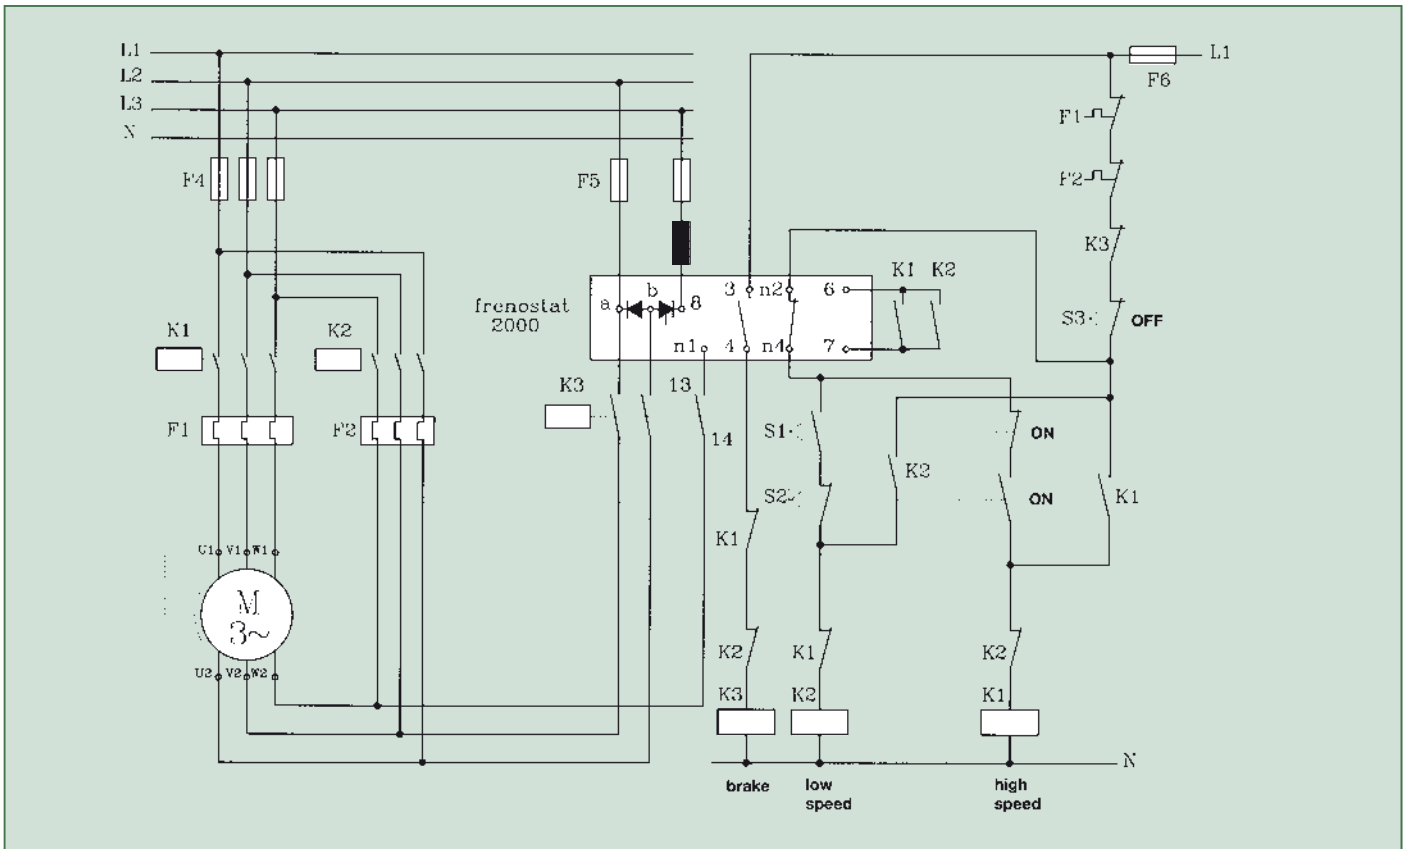 L1
L2
L3
N
L1
F6
F1
F4
F5
F2
K3
K1 K2
frenostat
2000
a b 8 3 n2 6
n1 4 n4 7
S3 OFF
K1
K2
K3 13
14
F1
F2
S1
ON
K2
S2
ON
K1
K1
U1 V1 W1
M
3~
U2 V2 W2
K2
K1
K2
K3
K2
K1
N
brake
low
speed
high
speed